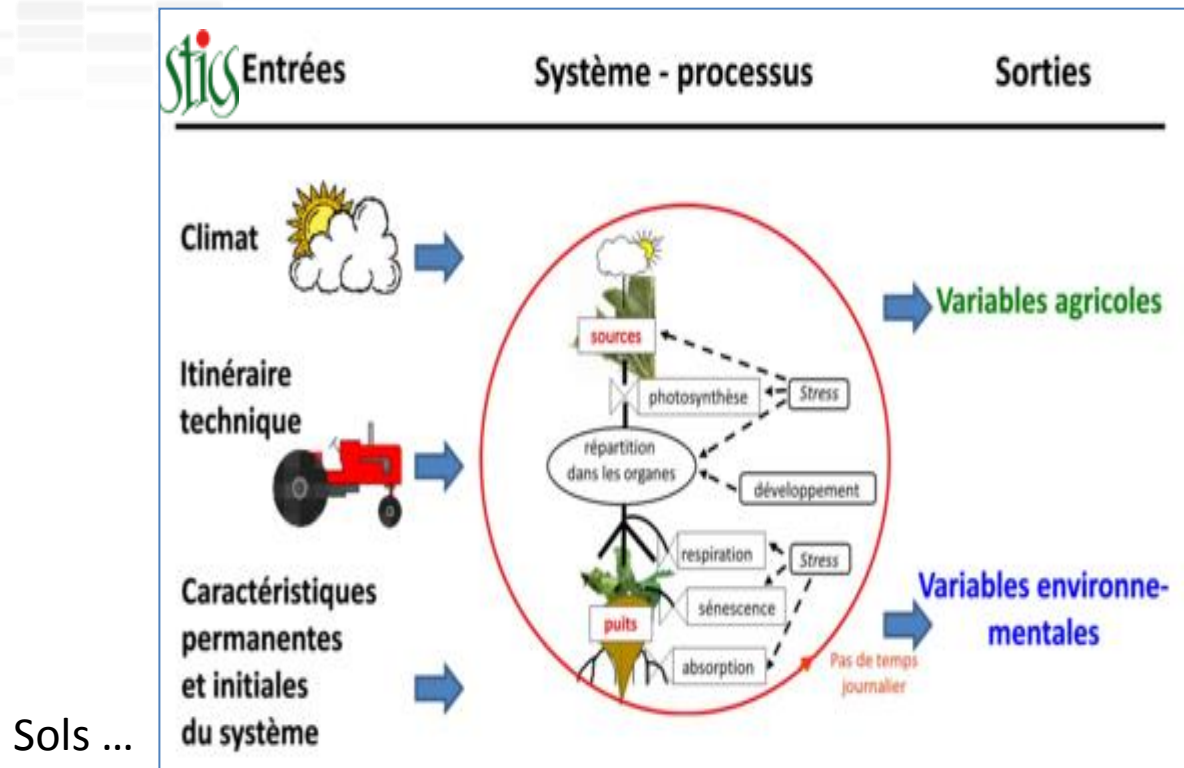 stics Entrées
Système - processus
Sorties
Climat
Itinéraire
technique
Caractéristiques
permanentes
et initiales
du système
Sols ...
sources
photosynthèse
Stress
répartition
dans les organes
développement
respiration
Stress
sénescence
puits
absorption
Pas de temps
journalier
Variables agricoles
Variables environne-
mentales